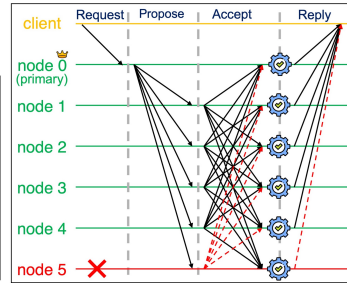 Request Propose Accept Reply
client
node 0
(primary)
node 1
node 2
node 3
node 4
node 5